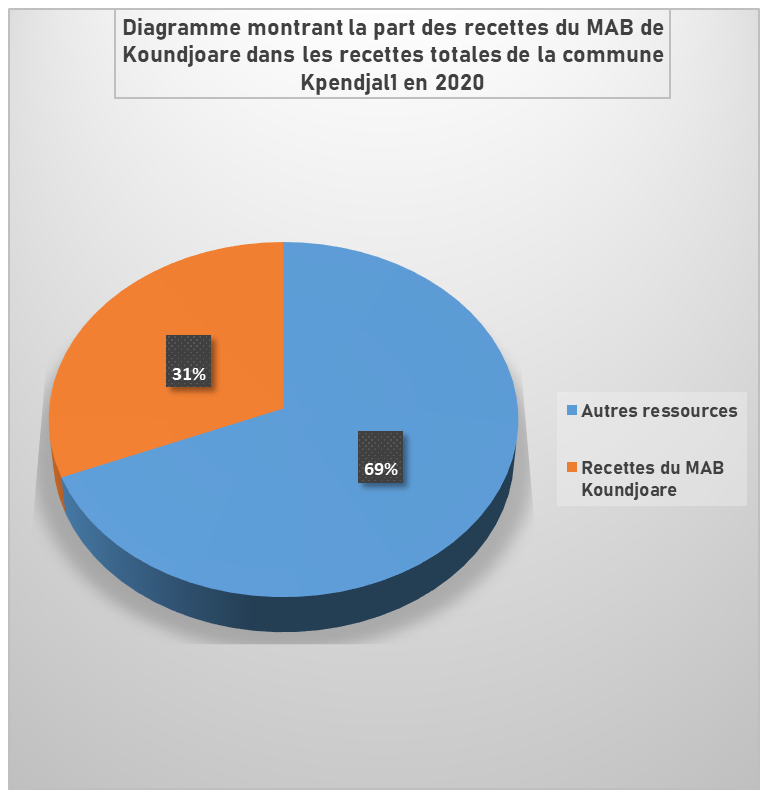 Diagramme montrant la part des recettes du MAB de
Koundjoare dans les recettes totales de la commune
Kpendjal1 en 2020
31%
69%
Autres ressources
Recettes du MAB
Koundjoare